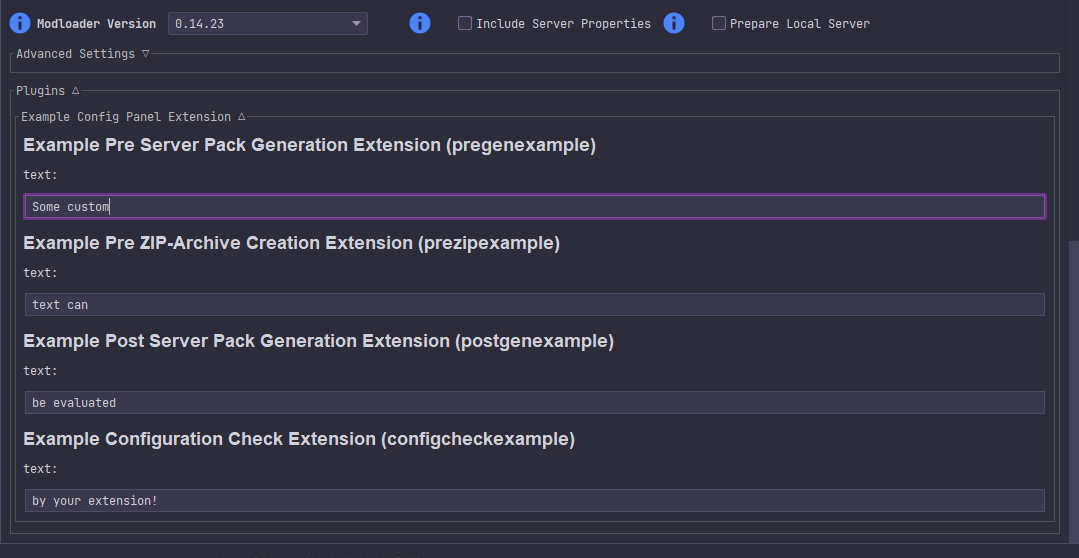 Modloader Version 0.14.23 Include Server Properties Prepare Local Server
Advanced Settings ▽
Plugins △
Example Config Panel Extension △
Example Pre Server Pack Generation Extension (pregenexample)
text:
Some custom
Example Pre ZIP-Archive Creation Extension (prezipexample)
text:
text can
Example Post Server Pack Generation Extension (postgenexample)
text:
be evaluated
Example Configuration Check Extension (configcheckexample)
text:
by your extension!